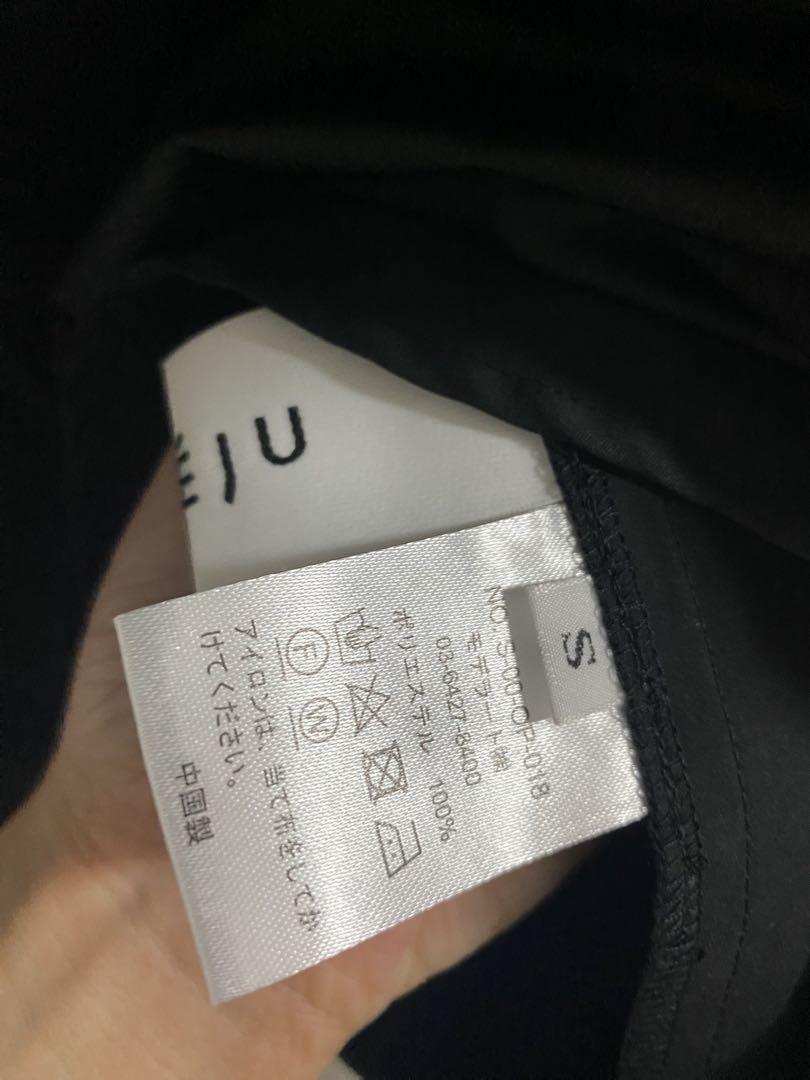 S
NO. S-00-OP-018
モデラート㈱
03-6427-8400
ポリエステル 100%
F W
アイロンは、当て布をしてか
けてください。
中国製